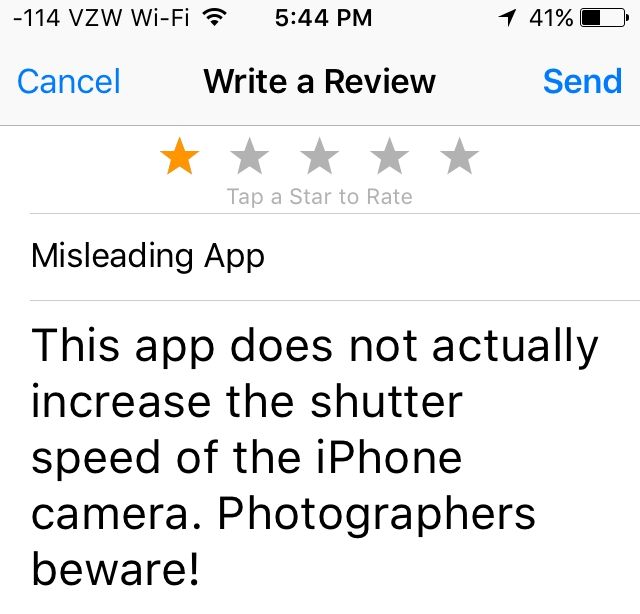 -114 VZW Wi-Fi 5:44 PM 41%
Cancel Write a Review Send
Tap a Star to Rate
Misleading App
This app does not actually
increase the shutter
speed of the iPhone
camera. Photographers
beware!